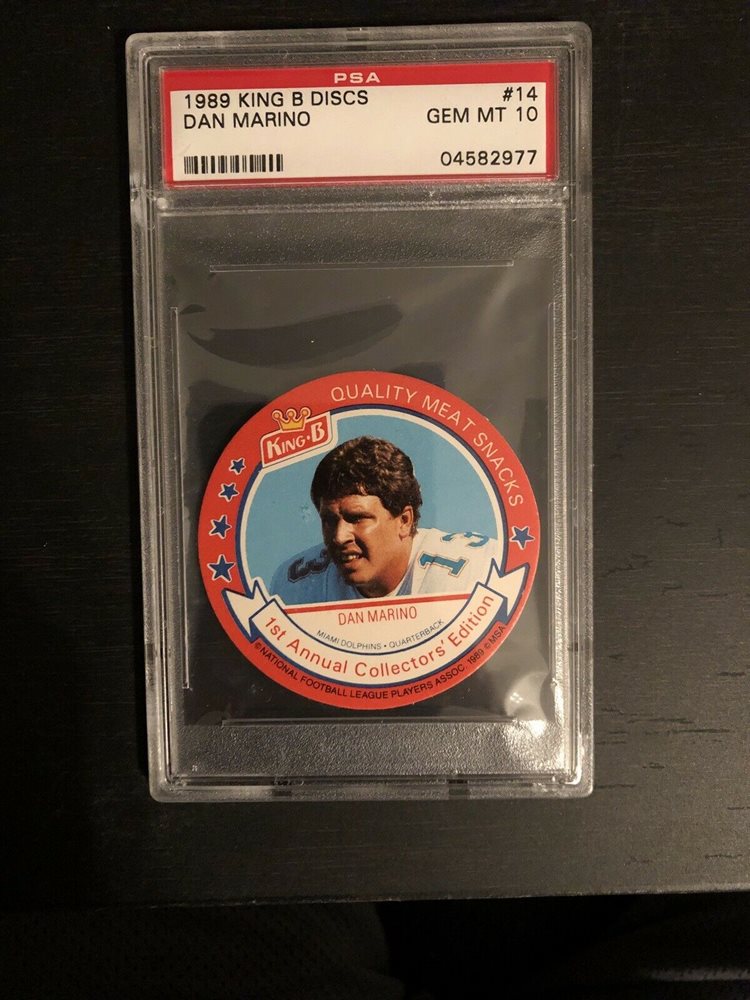 PSA
1989 KING B DISCS #14
DAN MARINO GEM MT 10
04582977
QUALITY MEAT SNACKS
KING·B
13
DAN MARINO
MIAMI DOLPHINS • QUARTERBACK
1st Annual Collectors' Edition
©NATIONAL FOOTBALL LEAGUE PLAYERS ASSOC. 1989 ©MSA